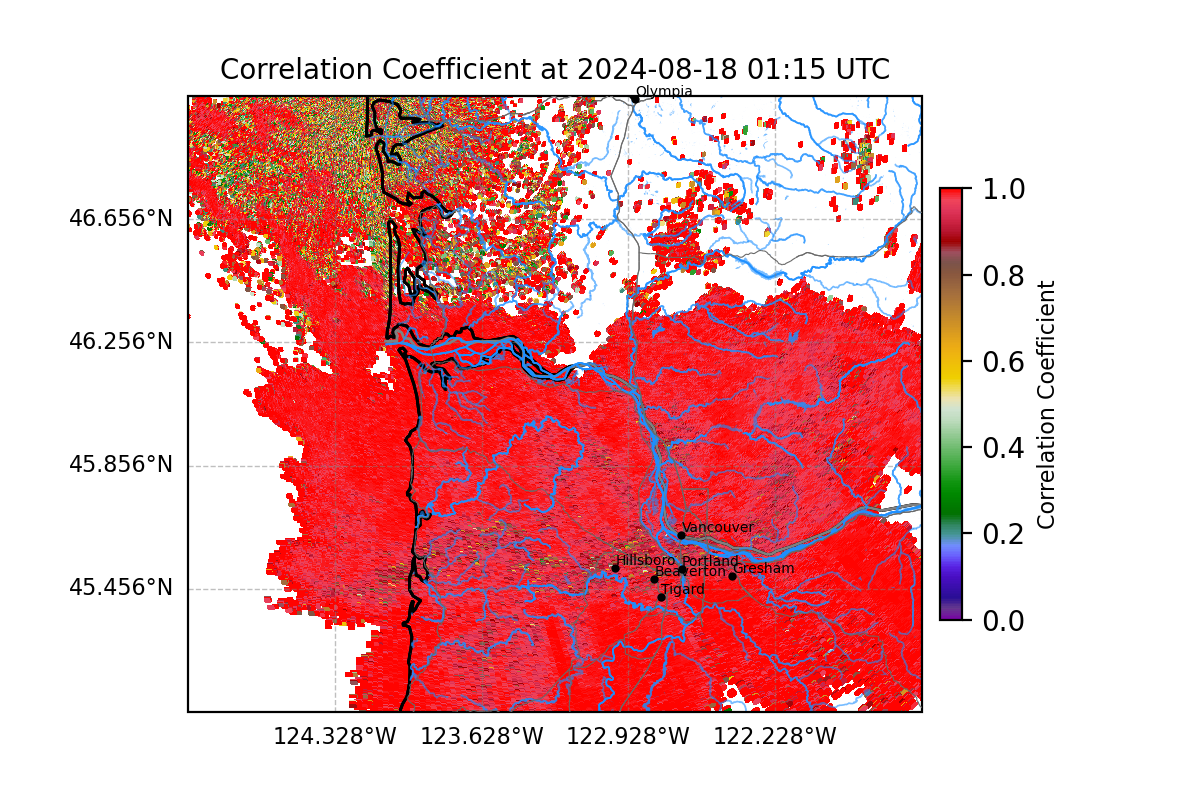 Correlation Coefficient at 2024-08-18 01:15 UTC
Olympia
46.656°N
46.256°N
45.856°N
45.456°N
Vancouver
Hillsboro
Portland
Beaverton
Gresham
Tigard
124.328°W
123.628°W
122.928°W
122.228°W
1.0
0.8
0.6
0.4
0.2
0.0
Correlation Coefficient